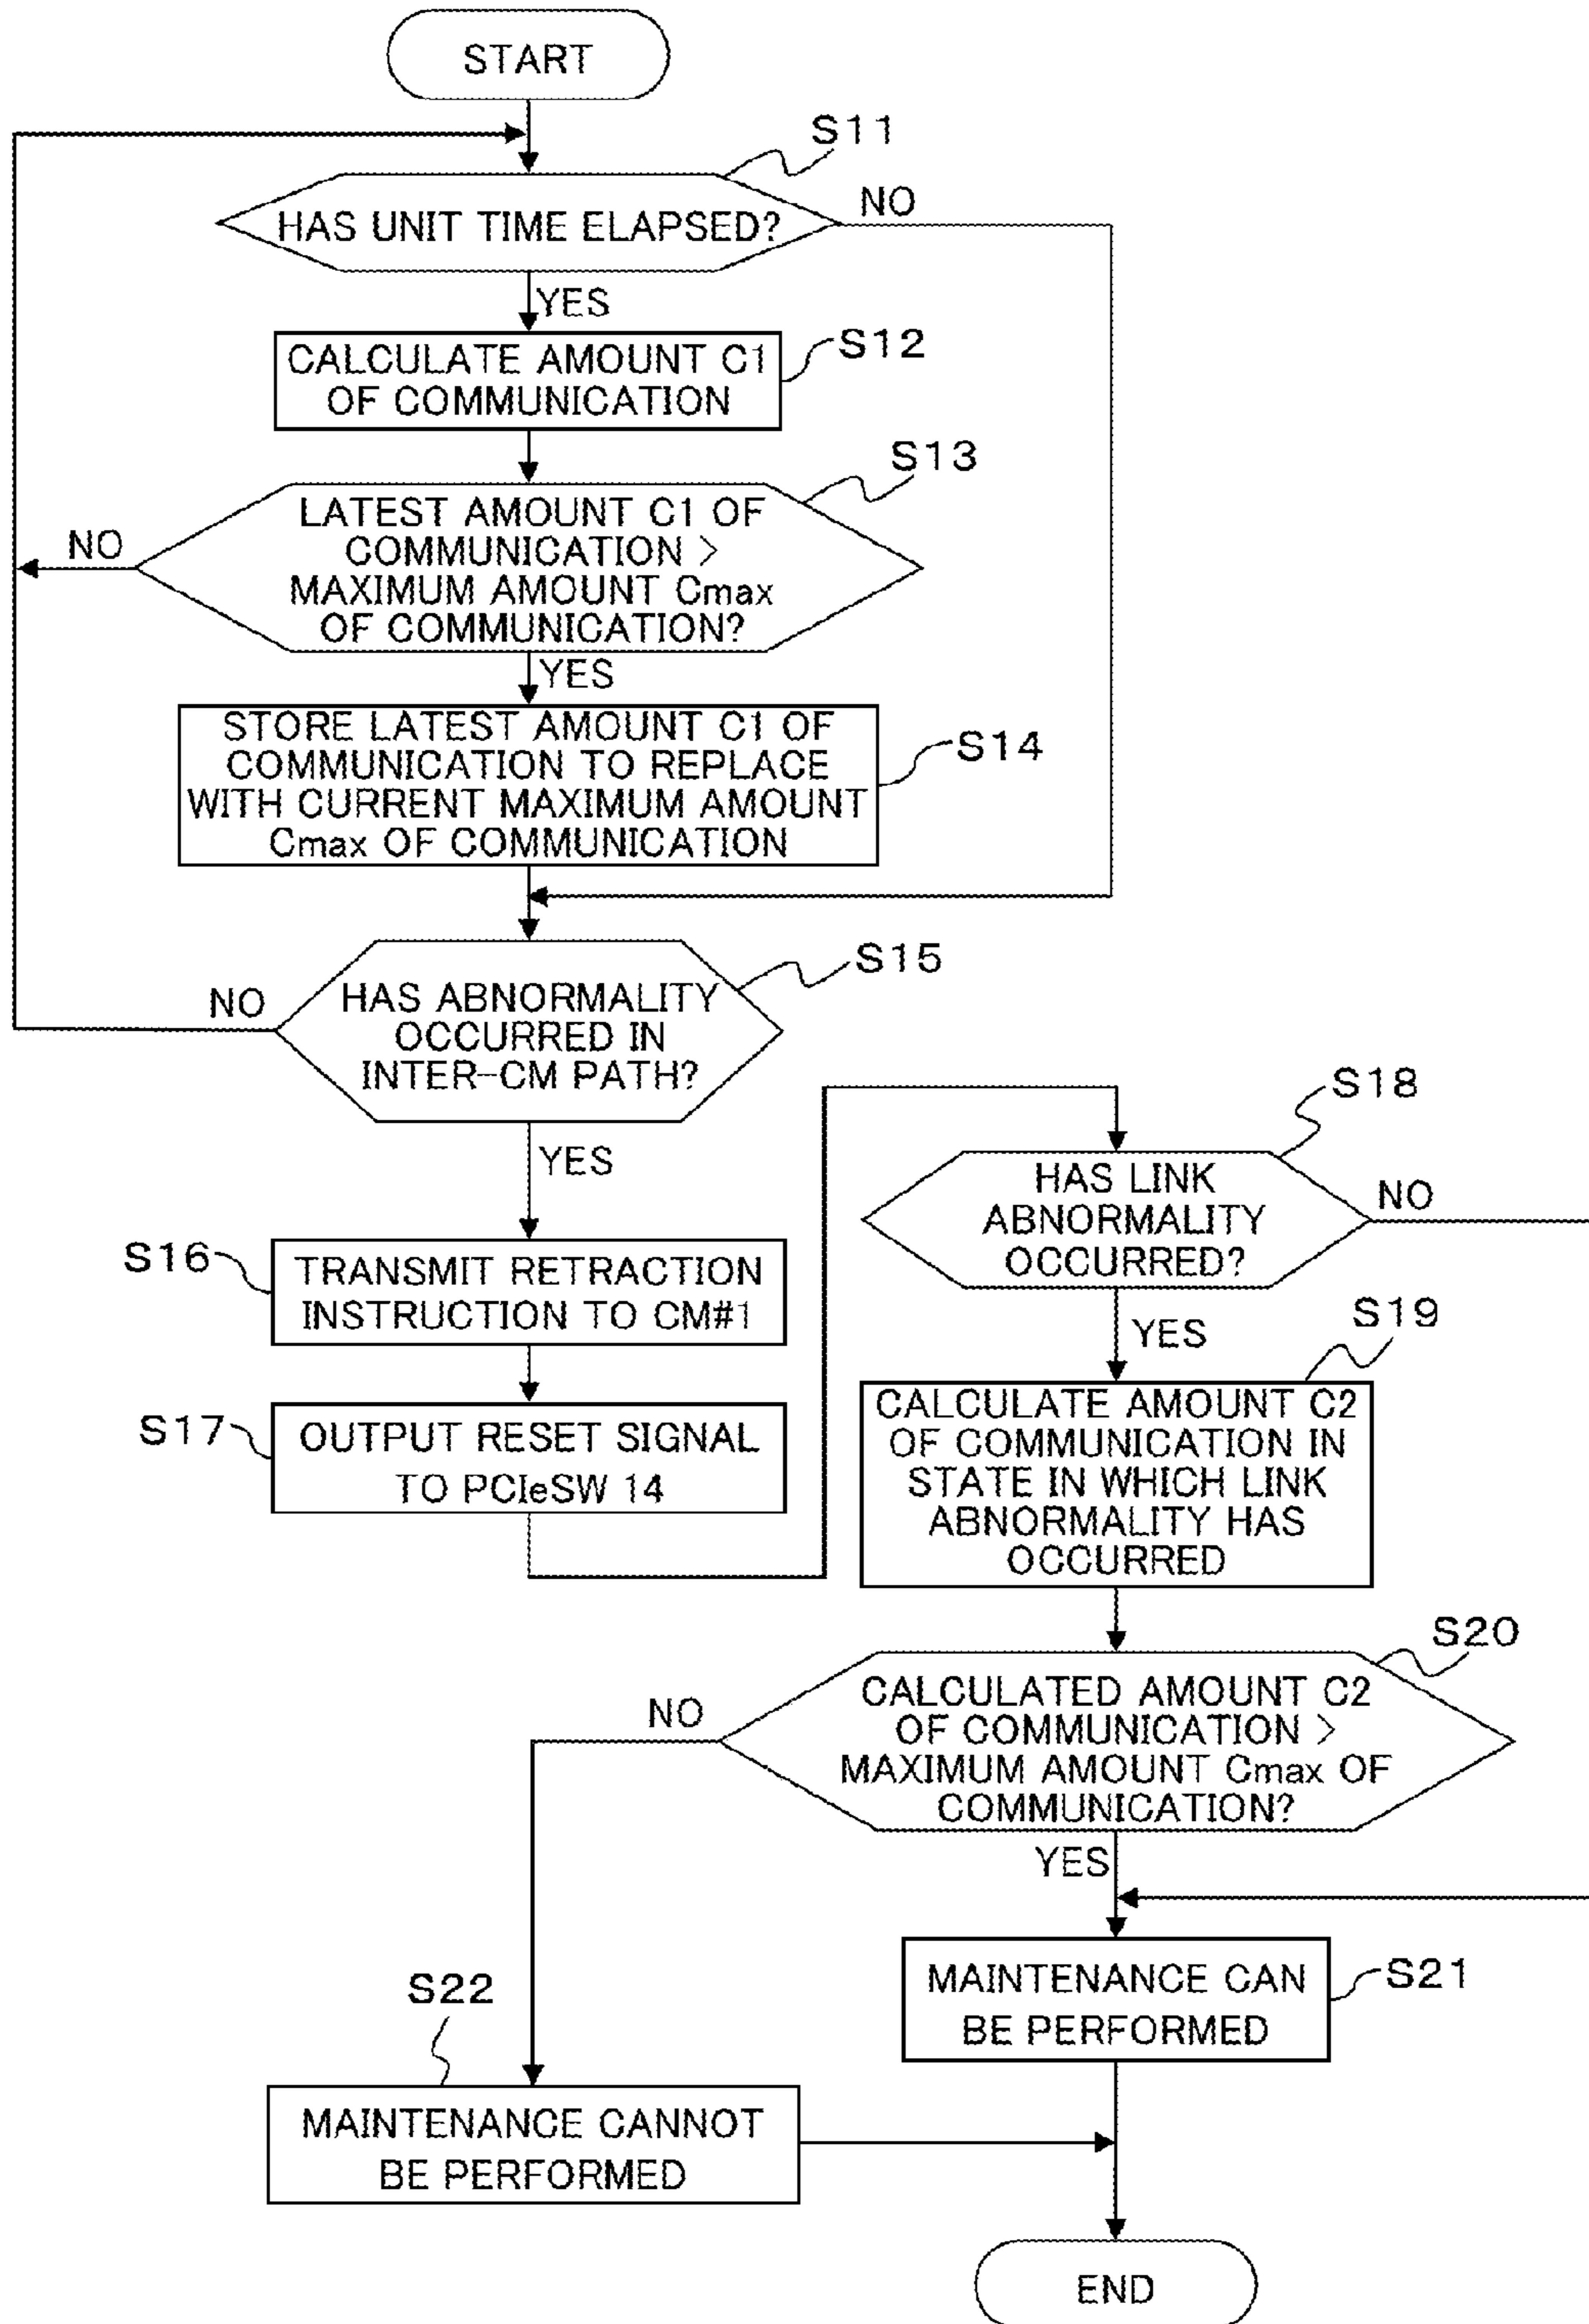 START
S11
HAS UNIT TIME ELAPSED?
NO
YES
CALCULATE AMOUNT C1
OF COMMUNICATION
S12
S13
LATEST AMOUNT C1 OF
COMMUNICATION >
MAXIMUM AMOUNT Cmax
OF COMMUNICATION?
NO
YES
STORE LATEST AMOUNT C1 OF
COMMUNICATION TO REPLACE
WITH CURRENT MAXIMUM AMOUNT
Cmax OF COMMUNICATION
S14
S15
HAS ABNORMALITY
OCCURRED IN
INTER-CM PATH?
NO
YES
S16
TRANSMIT RETRACTION
INSTRUCTION TO CM#1
S17
OUTPUT RESET SIGNAL
TO PCIeSW 14
S18
HAS LINK
ABNORMALITY
OCCURRED?
NO
YES
S19
CALCULATE AMOUNT C2
OF COMMUNICATION IN
STATE IN WHICH LINK
ABNORMALITY HAS
OCCURRED
S20
CALCULATED AMOUNT C2
OF COMMUNICATION >
MAXIMUM AMOUNT Cmax OF
COMMUNICATION?
NO
YES
MAINTENANCE CAN
BE PERFORMED
S21
S22
MAINTENANCE CANNOT
BE PERFORMED
END